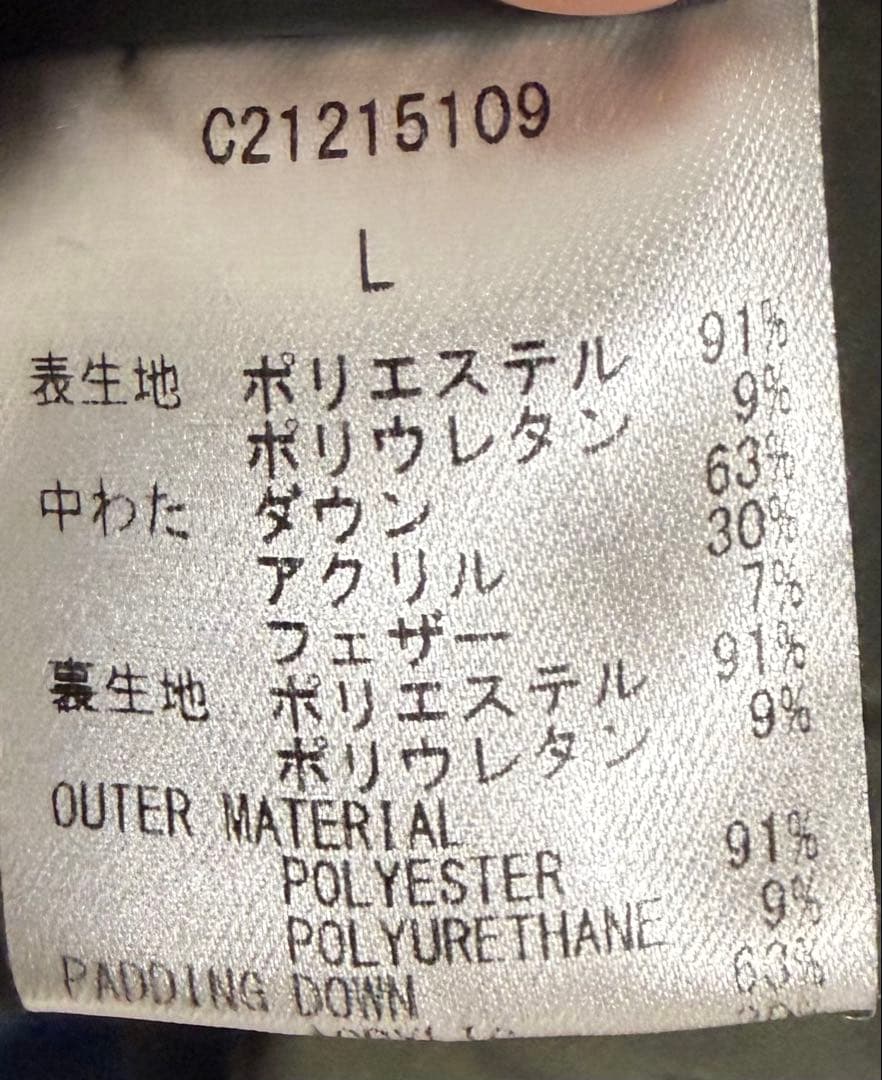 C21215109
L
表生地 ポリエステル 91%
ポリウレタン 9%
中わた ダウン 63%
アクリル 30%
フェザー 7%
裏生地 ポリエステル 91%
ポリウレタン 9%
OUTER MATERIAL
POLYESTER 91%
POLYURETHANE 9%
PADDING DOWN 63%